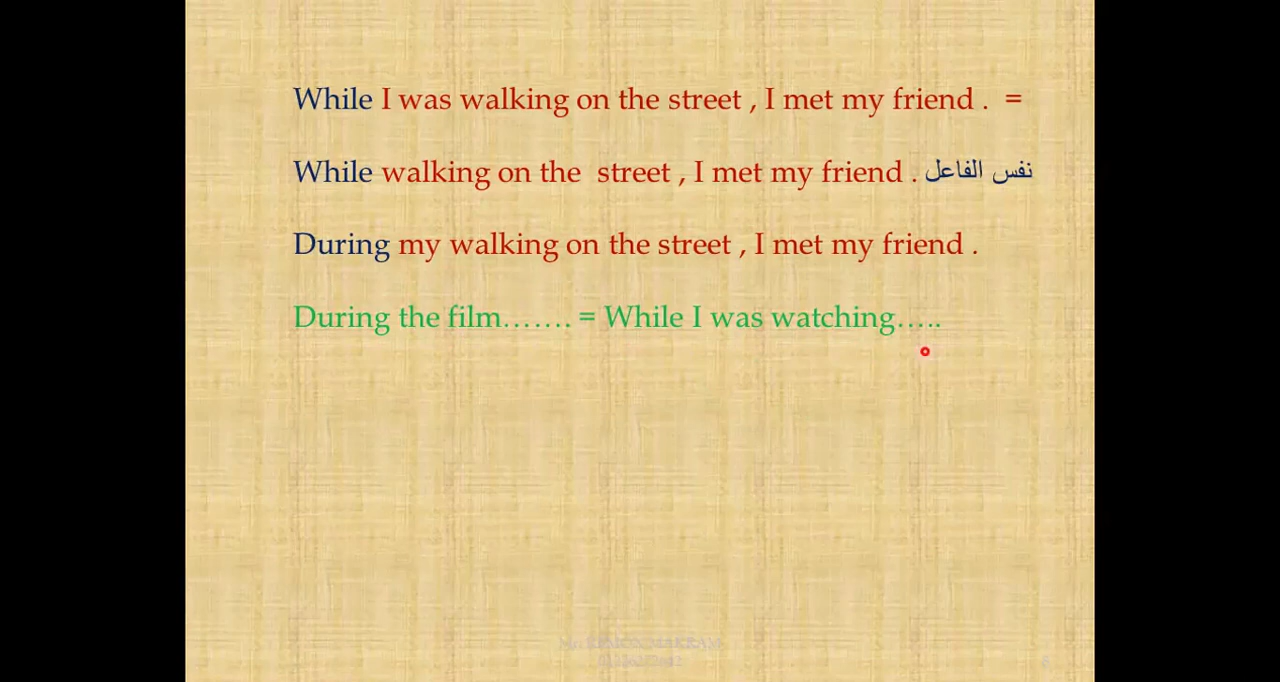 While I was walking on the street , I met my friend .  =
While walking on the  street , I met my friend . نفس الفاعل
During my walking on the street , I met my friend .
During the film....... = While I was watching.....